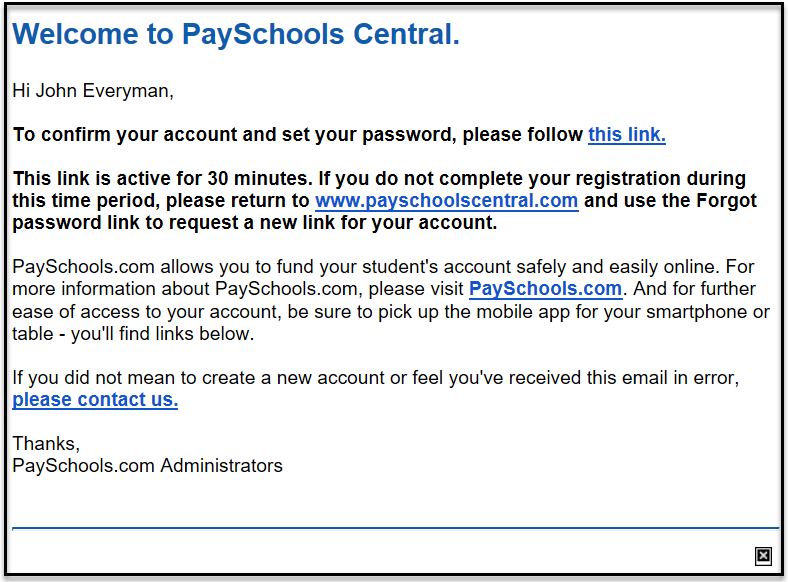 Welcome to PaySchools Central.
Hi John Everyman,
To confirm your account and set your password, please follow this link.
This link is active for 30 minutes. If you do not complete your registration during
this time period, please return to www.payschoolscentral.com and use the Forgot
password link to request a new link for your account.
PaySchools.com allows you to fund your student's account safely and easily online. For
more information about PaySchools.com, please visit PaySchools.com. And for further
ease of access to your account, be sure to pick up the mobile app for your smartphone or
table - you'll find links below.
If you did not mean to create a new account or feel you've received this email in error,
please contact us.
Thanks,
PaySchools.com Administrators